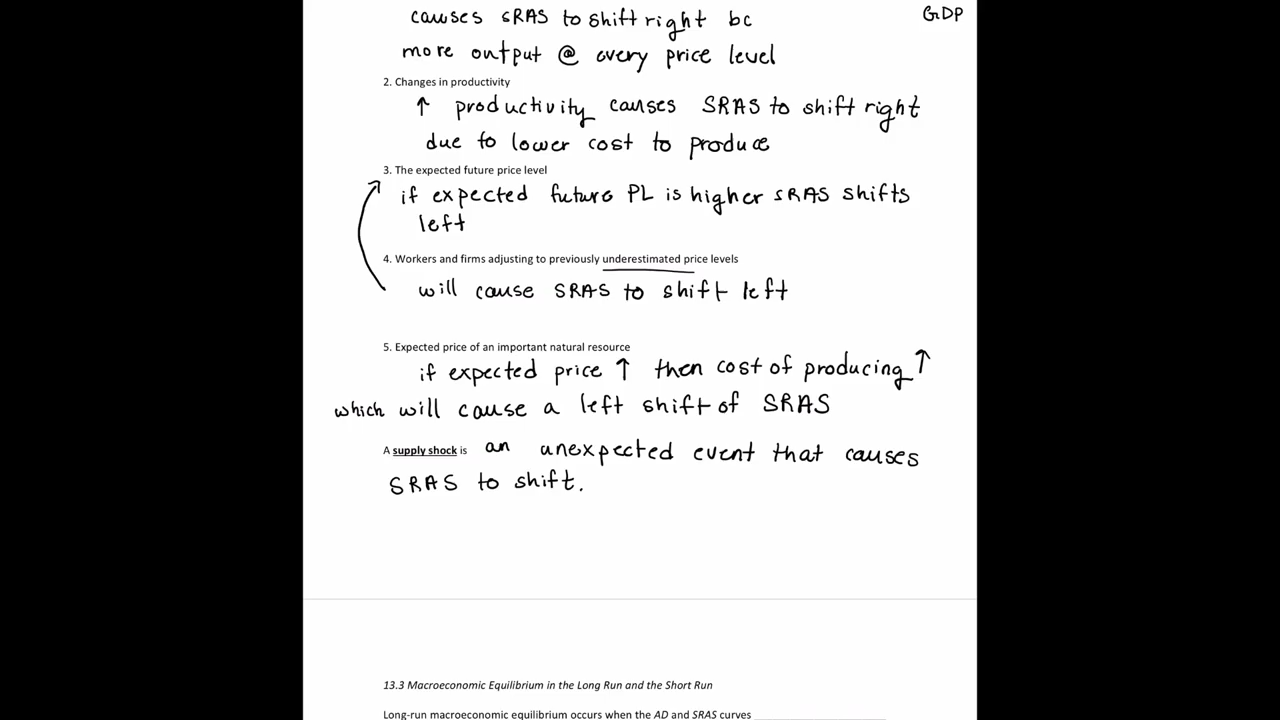 causes SRAS to shift right bc
GDP
more output @ every price level
2. Changes in productivity
↑ productivity causes SRAS to shift right
due to lower cost to produce
3. The expected future price level
if expected future PL is higher SRAS shifts
left
4. Workers and firms adjusting to previously underestimated price levels
will cause SRAS to shift left
5. Expected price of an important natural resource
if expected price ↑ then cost of producing ↑
which will cause a left shift of SRAS
A supply shock is an unexpected event that causes
SRAS to shift.
13.3 Macroeconomic Equilibrium in the Long Run and the Short Run
Long-run macroeconomic equilibrium occurs when the AD and SRAS curves ____________________